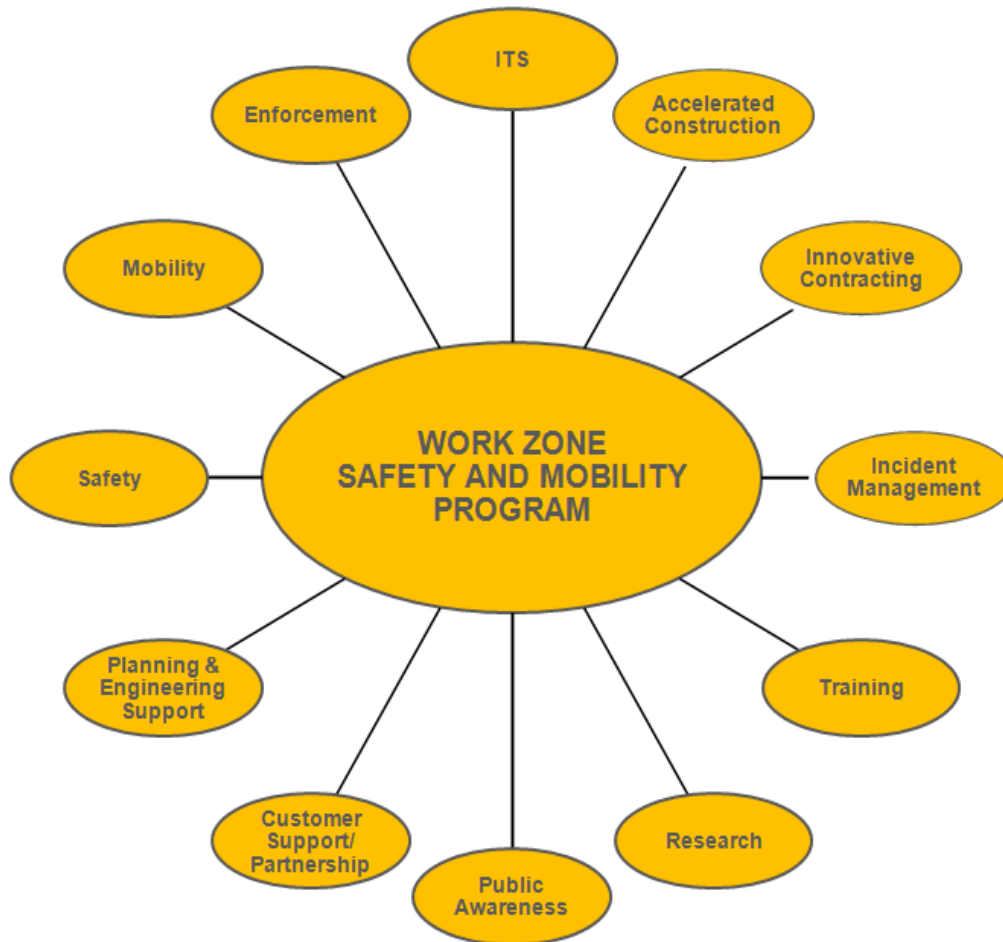 ITS
Accelerated
Construction
Enforcement
Innovative
Contracting
Mobility
WORK ZONE
SAFETY AND MOBILITY
PROGRAM
Safety
Incident
Management
Planning &
Engineering
Support
Training
Customer
Support/
Partnership
Research
Public
Awareness